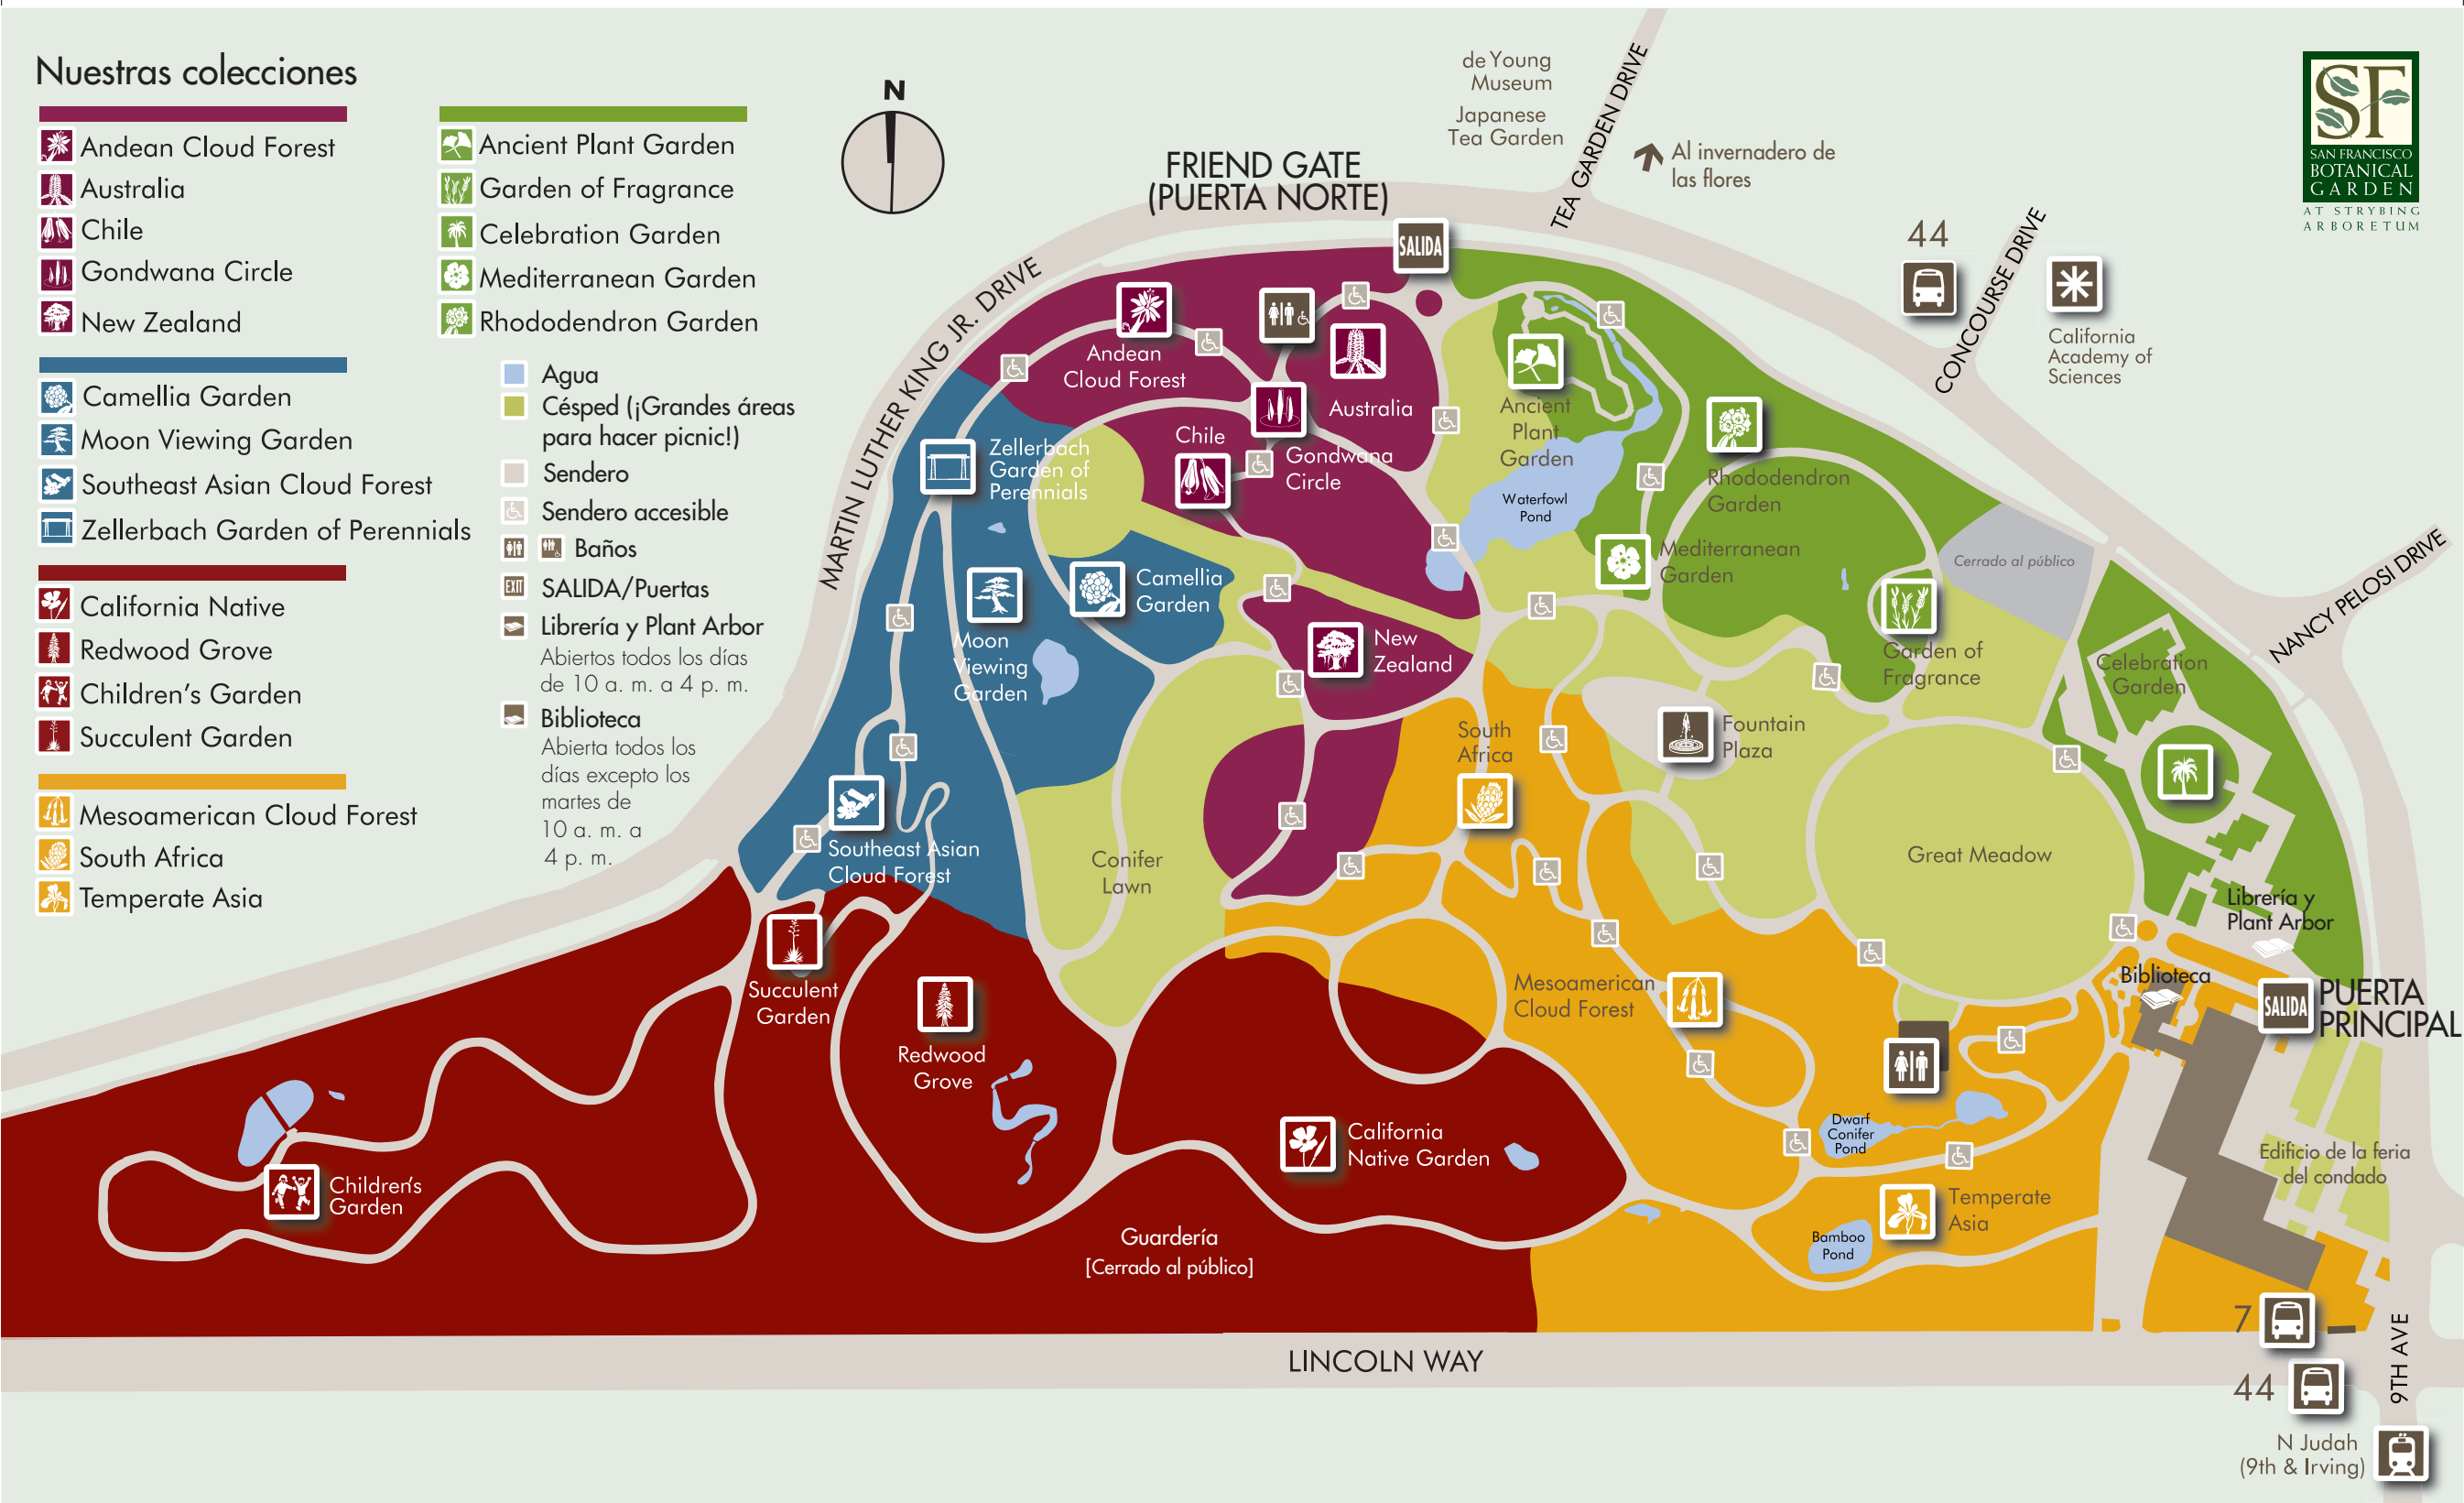 Nuestras colecciones
Andean Cloud Forest
Australia
Chile
Gondwana Circle
New Zealand
Camellia Garden
Moon Viewing Garden
Southeast Asian Cloud Forest
Zellerbach Garden of Perennials
California Native
Redwood Grove
Children's Garden
Succulent Garden
Mesoamerican Cloud Forest
South Africa
Temperate Asia
Ancient Plant Garden
Garden of Fragrance
Celebration Garden
Mediterranean Garden
Rhododendron Garden
Agua
Césped (¡Grandes áreas
para hacer picnic!)
Sendero
Sendero accesible
Baños
EXIT
SALIDA/Puertas
Librería y Plant Arbor
Abiertos todos los días
de 10 a. m. a 4 p. m.
Biblioteca
Abierta todos los
días excepto los
martes de
10 a. m. a
4 p. m.
N
MARTIN LUTHER KING JR. DRIVE
FRIEND GATE
(PUERTA NORTE)
SALIDA
de Young
Museum
Japanese
Tea Garden
TEA GARDEN DRIVE
Al invernadero de
las flores
44
CONCOURSE DRIVE
California
Academy of
Sciences
SF
SAN FRANCISCO
BOTANICAL
GARDEN
AT STRYBING
ARBORETUM
NANCY PELOSI DRIVE
Andean
Cloud Forest
Australia
Chile
Gondwana
Circle
Zellerbach
Garden of
Perennials
Ancient
Plant
Garden
Waterfowl
Pond
Rhododendron
Garden
Mediterranean
Garden
Cerrado al público
Garden of
Fragrance
Celebration
Garden
Camellia
Garden
Moon
Viewing
Garden
New
Zealand
South
Africa
Fountain
Plaza
Great Meadow
Southeast Asian
Cloud Forest
Conifer
Lawn
Librería y
Plant Arbor
Biblioteca
SALIDA
PUERTA
PRINCIPAL
Succulent
Garden
Redwood
Grove
Mesoamerican
Cloud Forest
Dwarf
Conifer
Pond
California
Native Garden
Children's
Garden
Temperate
Asia
Bamboo
Pond
Edificio de la feria
del condado
Guardería
[Cerrado al público]
LINCOLN WAY
7
44
9TH AVE
N Judah
(9th & Irving)